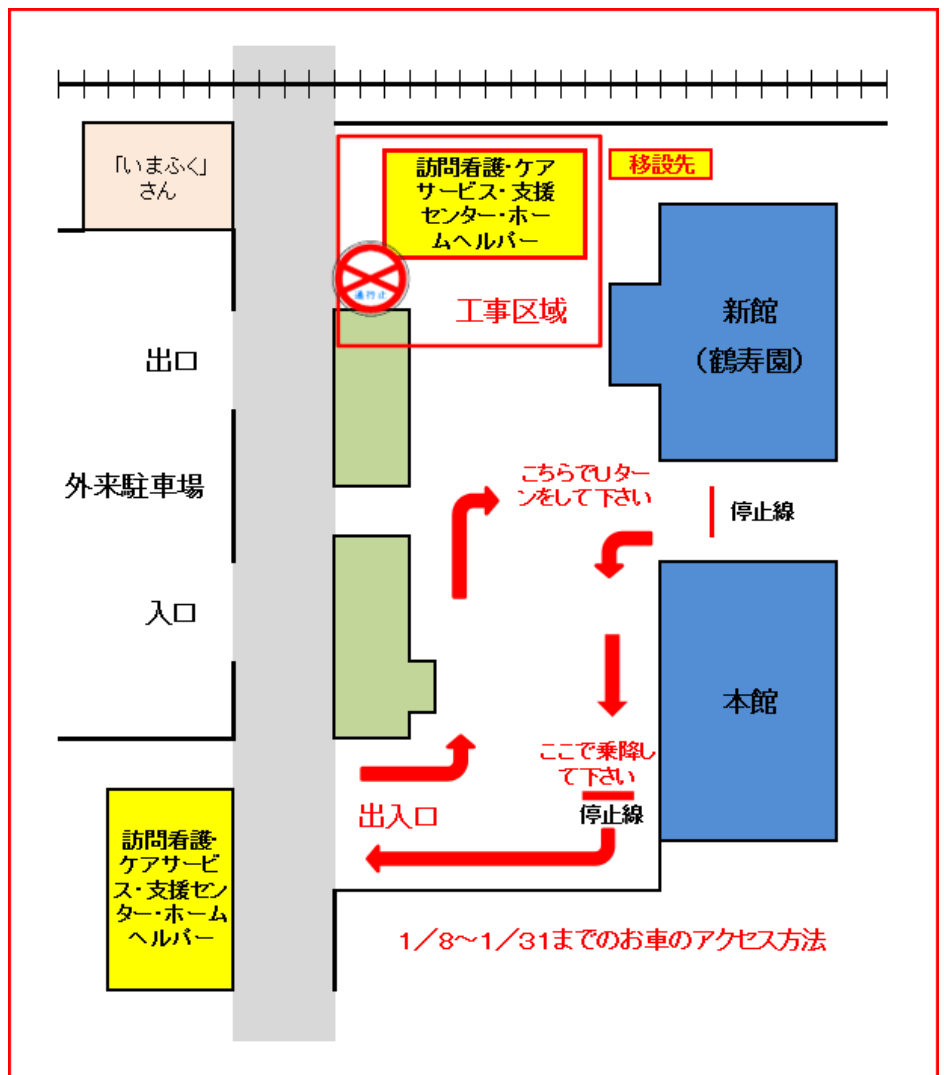 「いまふく」
さん
訪問看護・ケア
サービス・支援
センター・ホー
ムヘルパー
移設先
通行止
工事区域
新館
（鶴寿園）
出口
外来駐車場
入口
こちらでUター
ンをして下さい
停止線
本館
ここで乗降し
て下さい
停止線
出入口
訪問看護・
ケアサービ
ス・支援セン
ター・ホーム
ヘルパー
1／8～1／31までのお車のアクセス方法